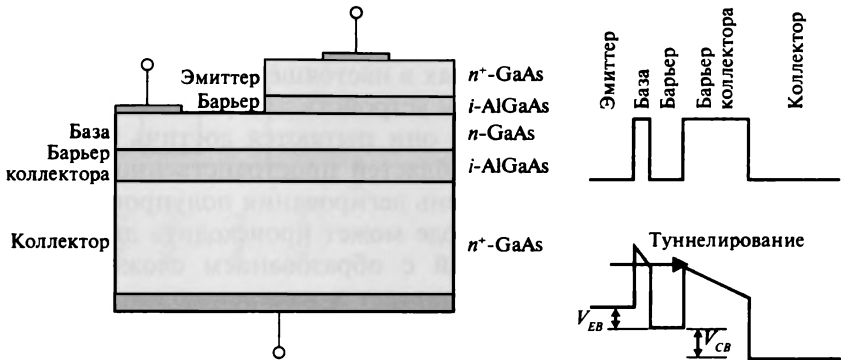 Эмиттер
Барьер
База
Барьер
коллектора
Коллектор
n⁺-GaAs
i-AlGaAs
n-GaAs
i-AlGaAs
n⁺-GaAs
Эмиттер
База
Барьер
Барьер
коллектора
Коллектор
Туннелирование
V_EB
V_CB